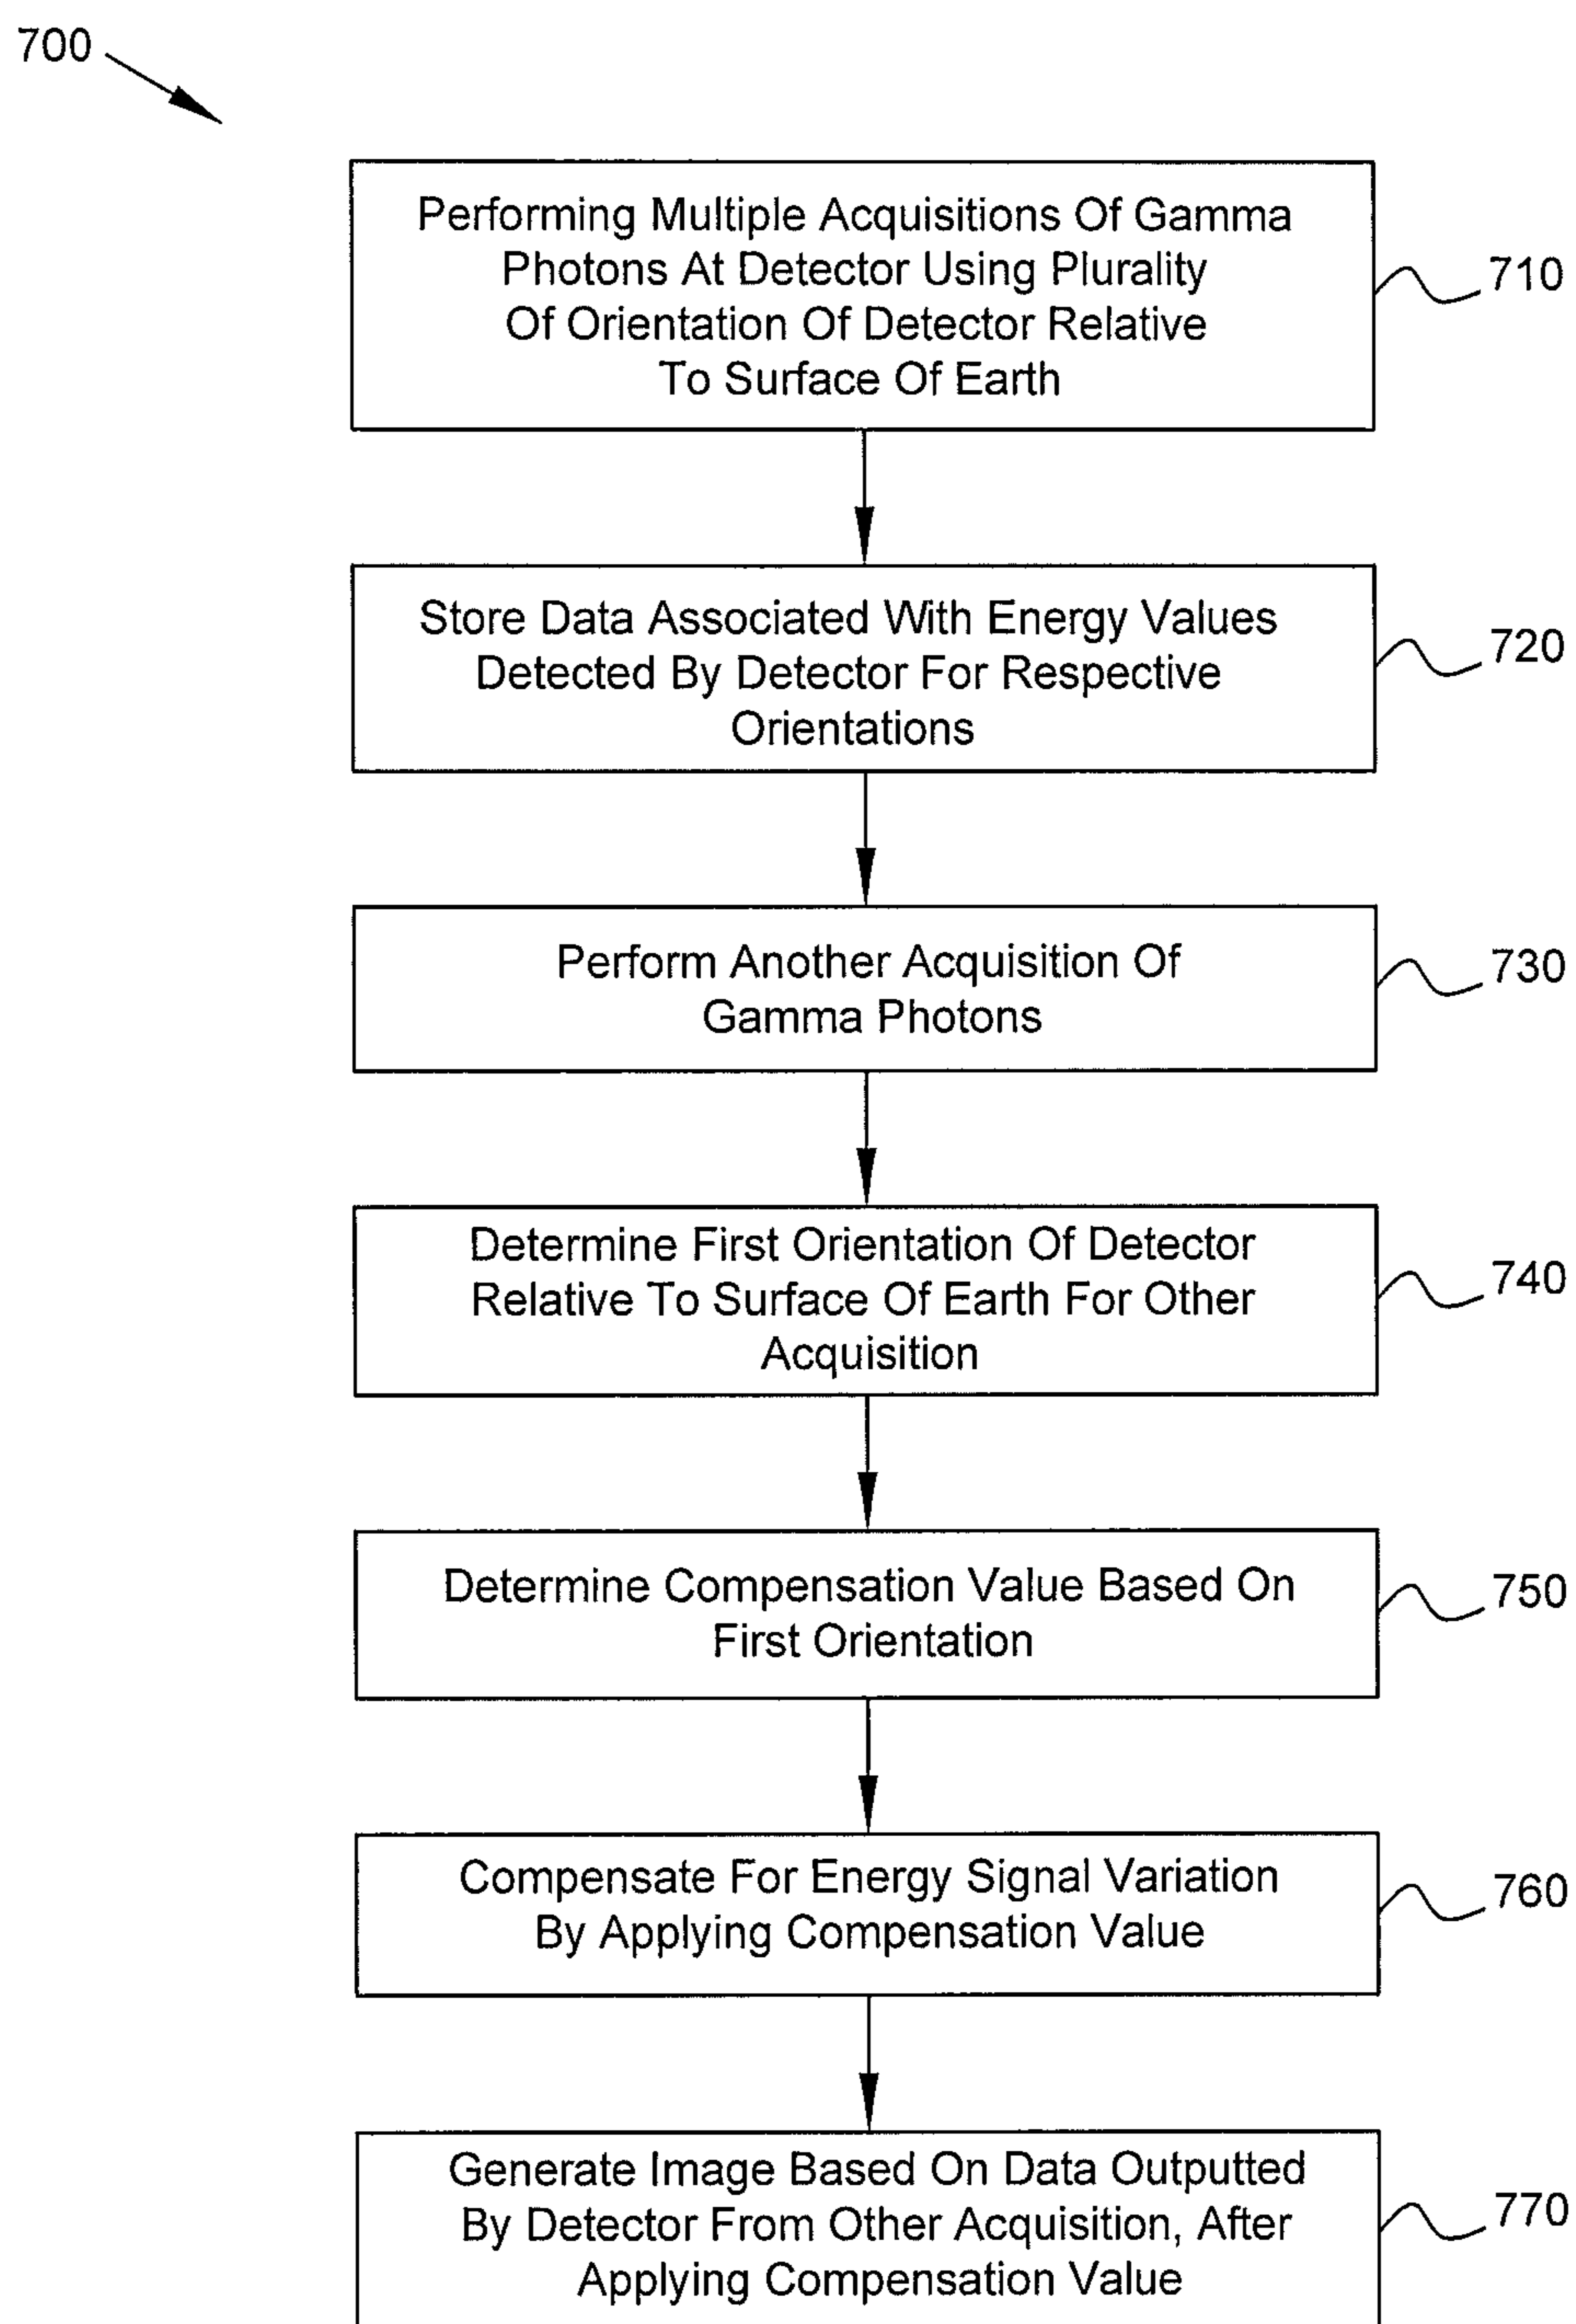 700
Performing Multiple Acquisitions Of Gamma
Photons At Detector Using Plurality
Of Orientation Of Detector Relative
To Surface Of Earth
710
Store Data Associated With Energy Values
Detected By Detector For Respective
Orientations
720
Perform Another Acquisition Of
Gamma Photons
730
Determine First Orientation Of Detector
Relative To Surface Of Earth For Other
Acquisition
740
Determine Compensation Value Based On
First Orientation
750
Compensate For Energy Signal Variation
By Applying Compensation Value
760
Generate Image Based On Data Outputted
By Detector From Other Acquisition, After
Applying Compensation Value
770